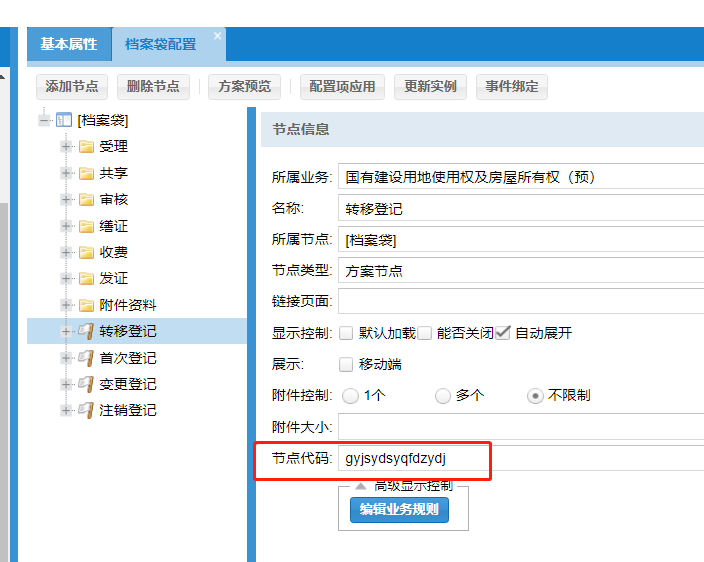 基本属性 档案袋配置
添加节点 删除节点 方案预览 配置项应用 更新实例 事件绑定
[档案袋]
受理
共享
审核
缮证
收费
发证
附件资料
转移登记
首次登记
变更登记
注销登记
节点信息
所属业务: 国有建设用地使用权及房屋所有权（预）
名称: 转移登记
所属节点: [档案袋]
节点类型: 方案节点
链接页面:
显示控制: 默认加载 能否关闭 自动展开
展示: 移动端
附件控制: 1个 多个 不限制
附件大小:
节点代码: gyjsydsyqfdzydj
高级显示控制
编辑业务规则